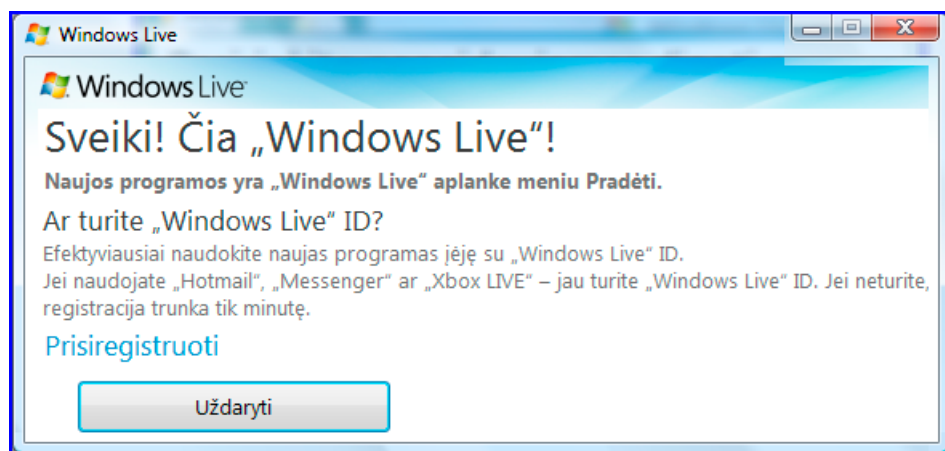 Windows Live
Windows Live
Sveiki! Čia „Windows Live“!
Naujos programos yra „Windows Live“ aplanke meniu Pradėti.
Ar turite „Windows Live“ ID?
Efektyviausiai naudokite naujas programas įėję su „Windows Live“ ID.
Jei naudojate „Hotmail“, „Messenger“ ar „Xbox LIVE“ – jau turite „Windows Live“ ID. Jei neturite,
registracija trunka tik minutę.
Prisiregistruoti
Uždaryti